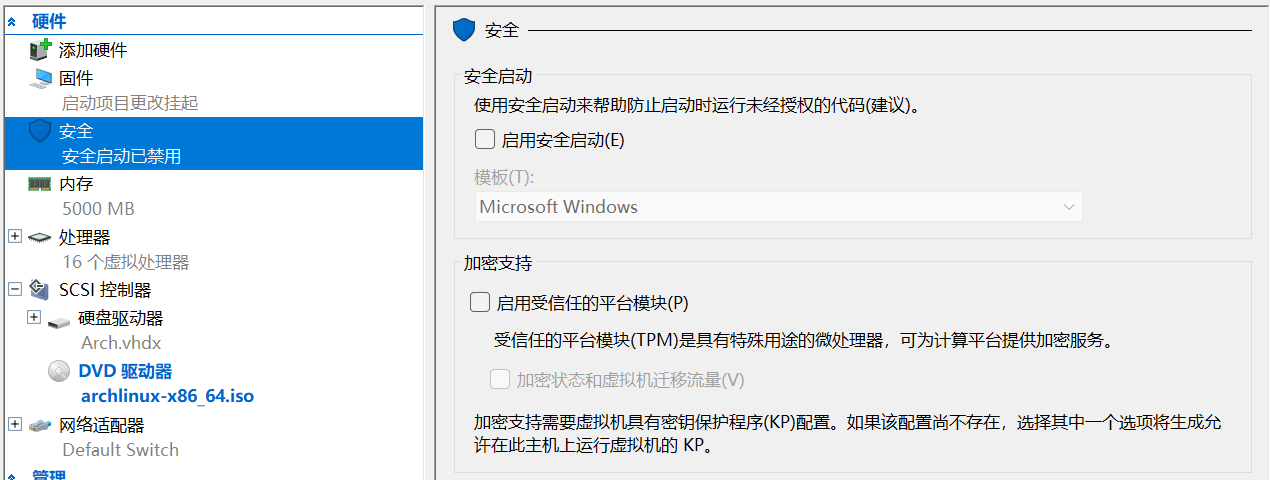 硬件
添加硬件
固件
启动项目更改挂起
安全
安全启动已禁用
内存
5000 MB
处理器
16 个虚拟处理器
SCSI 控制器
硬盘驱动器
Arch.vhdx
DVD 驱动器
archlinux-x86_64.iso
网络适配器
Default Switch
管理
安全
安全启动
使用安全启动来帮助防止启动时运行未经授权的代码(建议)。
启用安全启动(E)
模板(T):
Microsoft Windows
加密支持
启用受信任的平台模块(P)
受信任的平台模块(TPM)是具有特殊用途的微处理器，可为计算平台提供加密服务。
加密状态和虚拟机迁移流量(V)
加密支持需要虚拟机具有密钥保护程序(KP)配置。如果该配置尚不存在，选择其中一个选项将生成允
许在此主机上运行虚拟机的 KP。